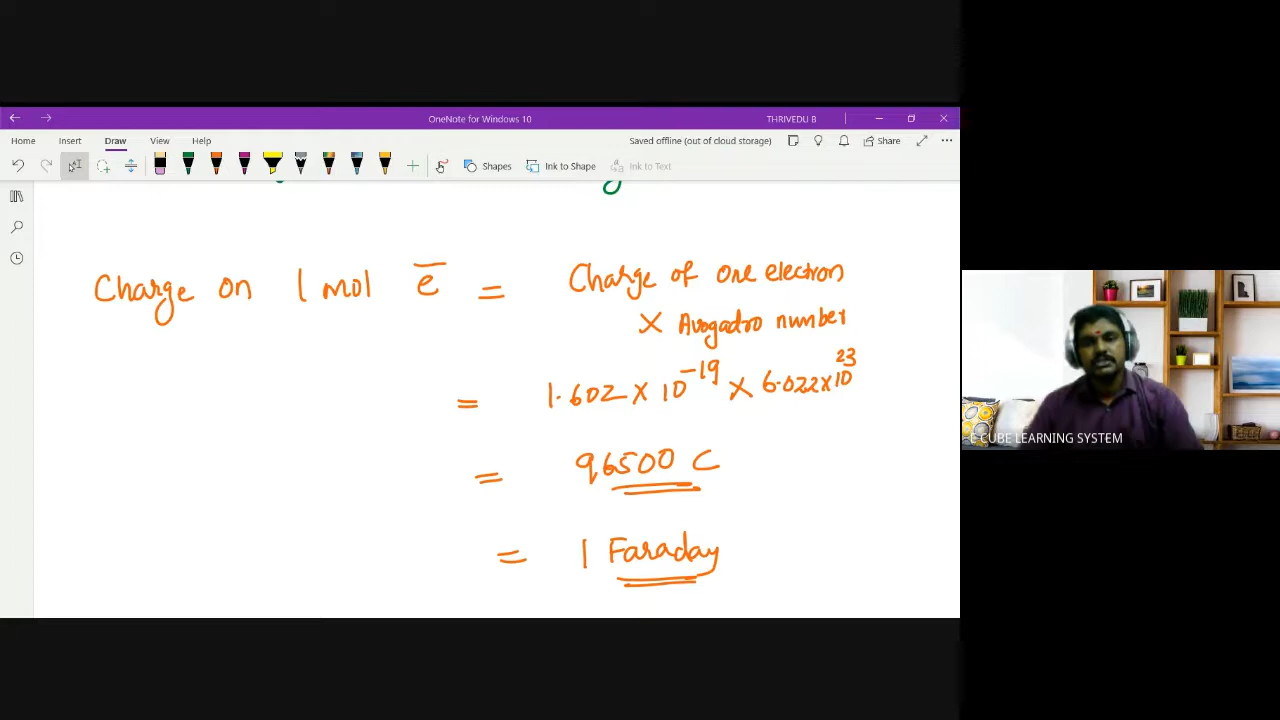 OneNote for Windows 10
THRIVEDU B
Home Insert Draw View Help
Saved offline (out of cloud storage)
Share
Shapes
Ink to Shape
Ink to Text
Charge on 1 mol e̅ = Charge of one electron
× Avogadro number
= 1.602 × 10⁻¹⁹ × 6.022×10²³
= 96500 C
= 1 Faraday
E CUBE LEARNING SYSTEM